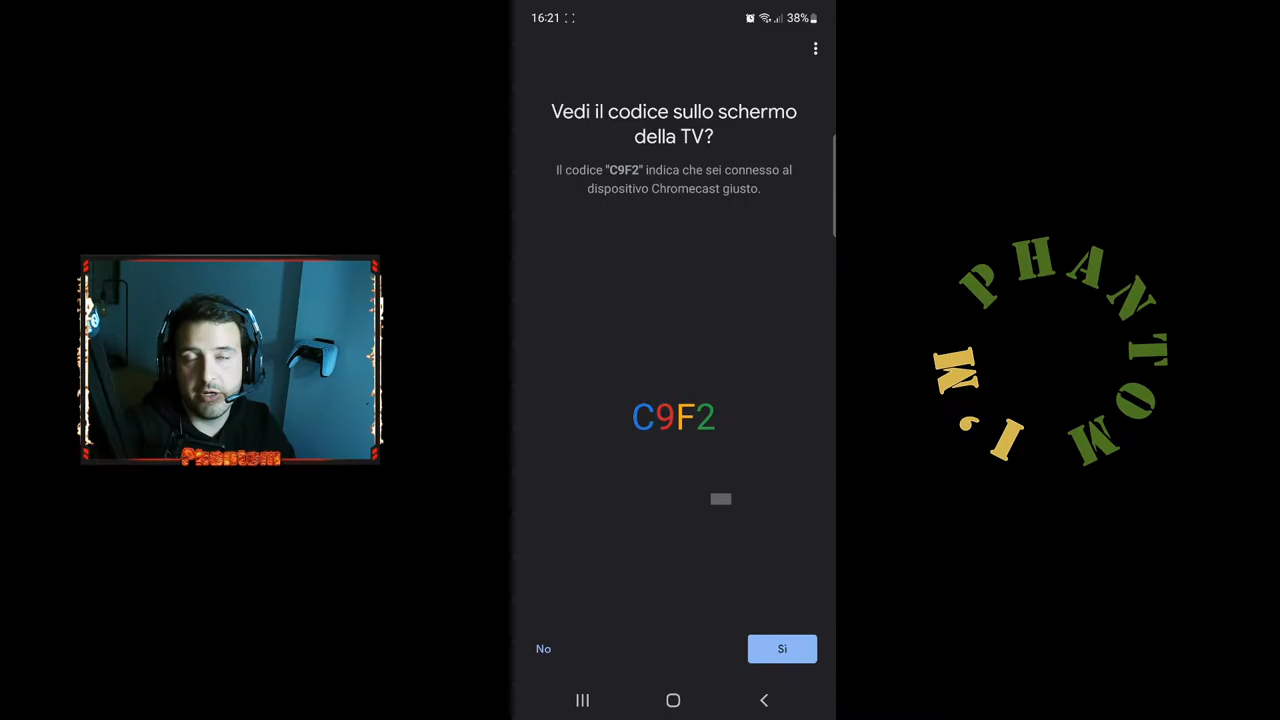 16:21
38%
Vedi il codice sullo schermo
della TV?
Il codice "C9F2" indica che sei connesso al
dispositivo Chromecast giusto.
C9F2
No
Sì
Phantom
I'M PHANTOM